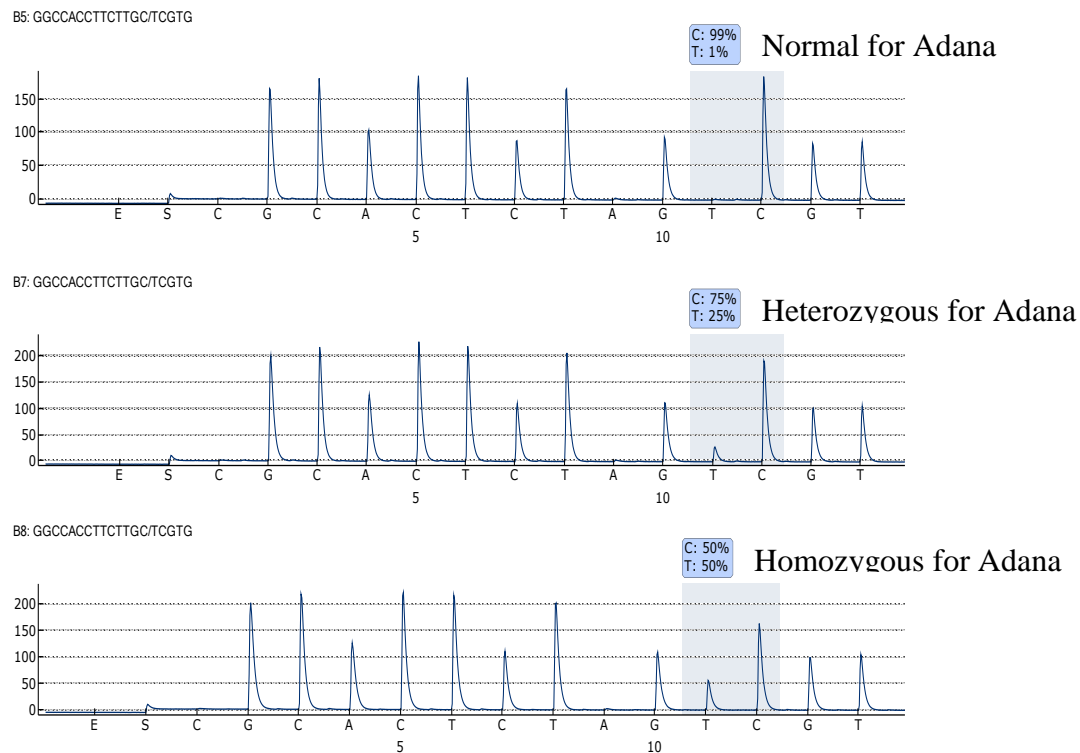 B5: GGCCACCTTCTTGC/TCGTG
C: 99%
T: 1%
Normal for Adana
150
100
50
0
E S C G C A C T C T A G T C G T
5 10
B7: GGCCACCTTCTTGC/TCGTG
C: 75%
T: 25%
Heterozygous for Adana
200
150
100
50
0
E S C G C A C T C T A G T C G T
5 10
B8: GGCCACCTTCTTGC/TCGTG
C: 50%
T: 50%
Homozygous for Adana
200
150
100
50
0
E S C G C A C T C T A G T C G T
5 10